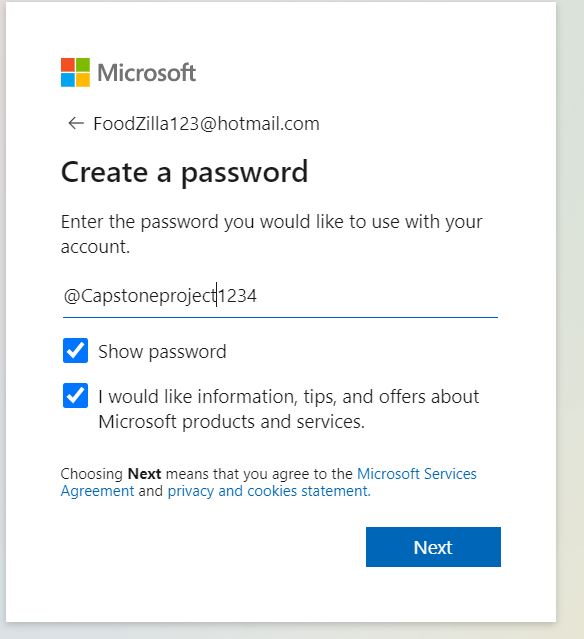 Microsoft
← FoodZilla123@hotmail.com
Create a password
Enter the password you would like to use with your
account.
@Capstoneproject1234
Show password
I would like information, tips, and offers about
Microsoft products and services.
Choosing Next means that you agree to the Microsoft Services
Agreement and privacy and cookies statement.
Next